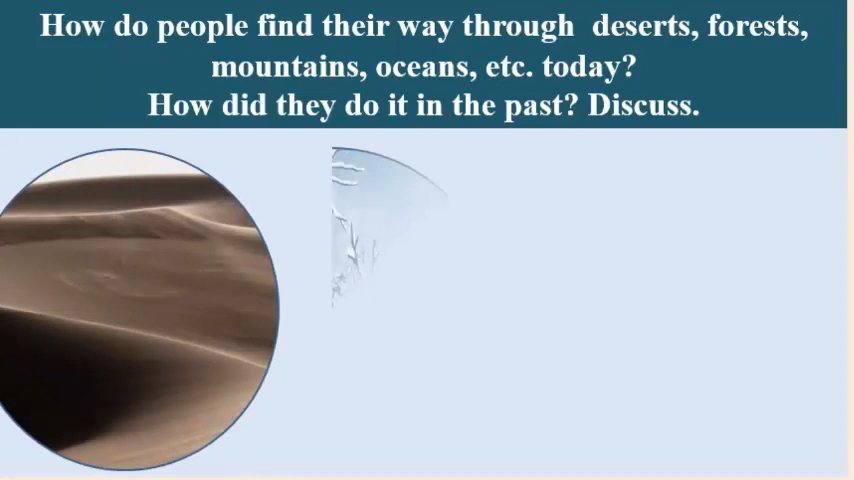 How do people find their way through deserts, forests,
mountains, oceans, etc. today?
How did they do it in the past? Discuss.